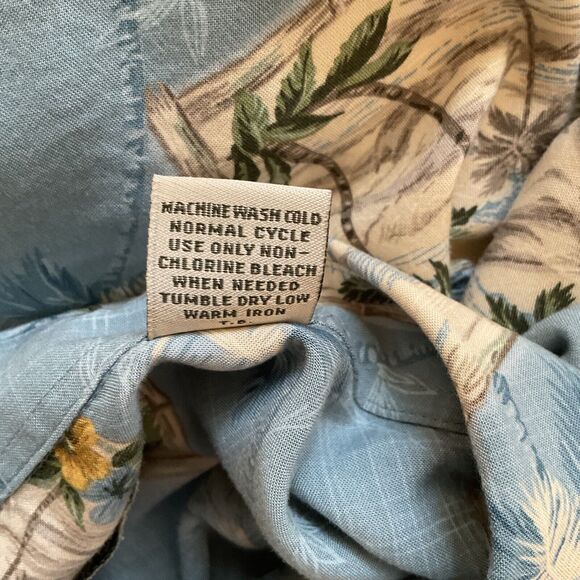 MACHINE WASH COLD
NORMAL CYCLE
USE ONLY NON-
CHLORINE BLEACH
WHEN NEEDED
TUMBLE DRY LOW
WARM IRON